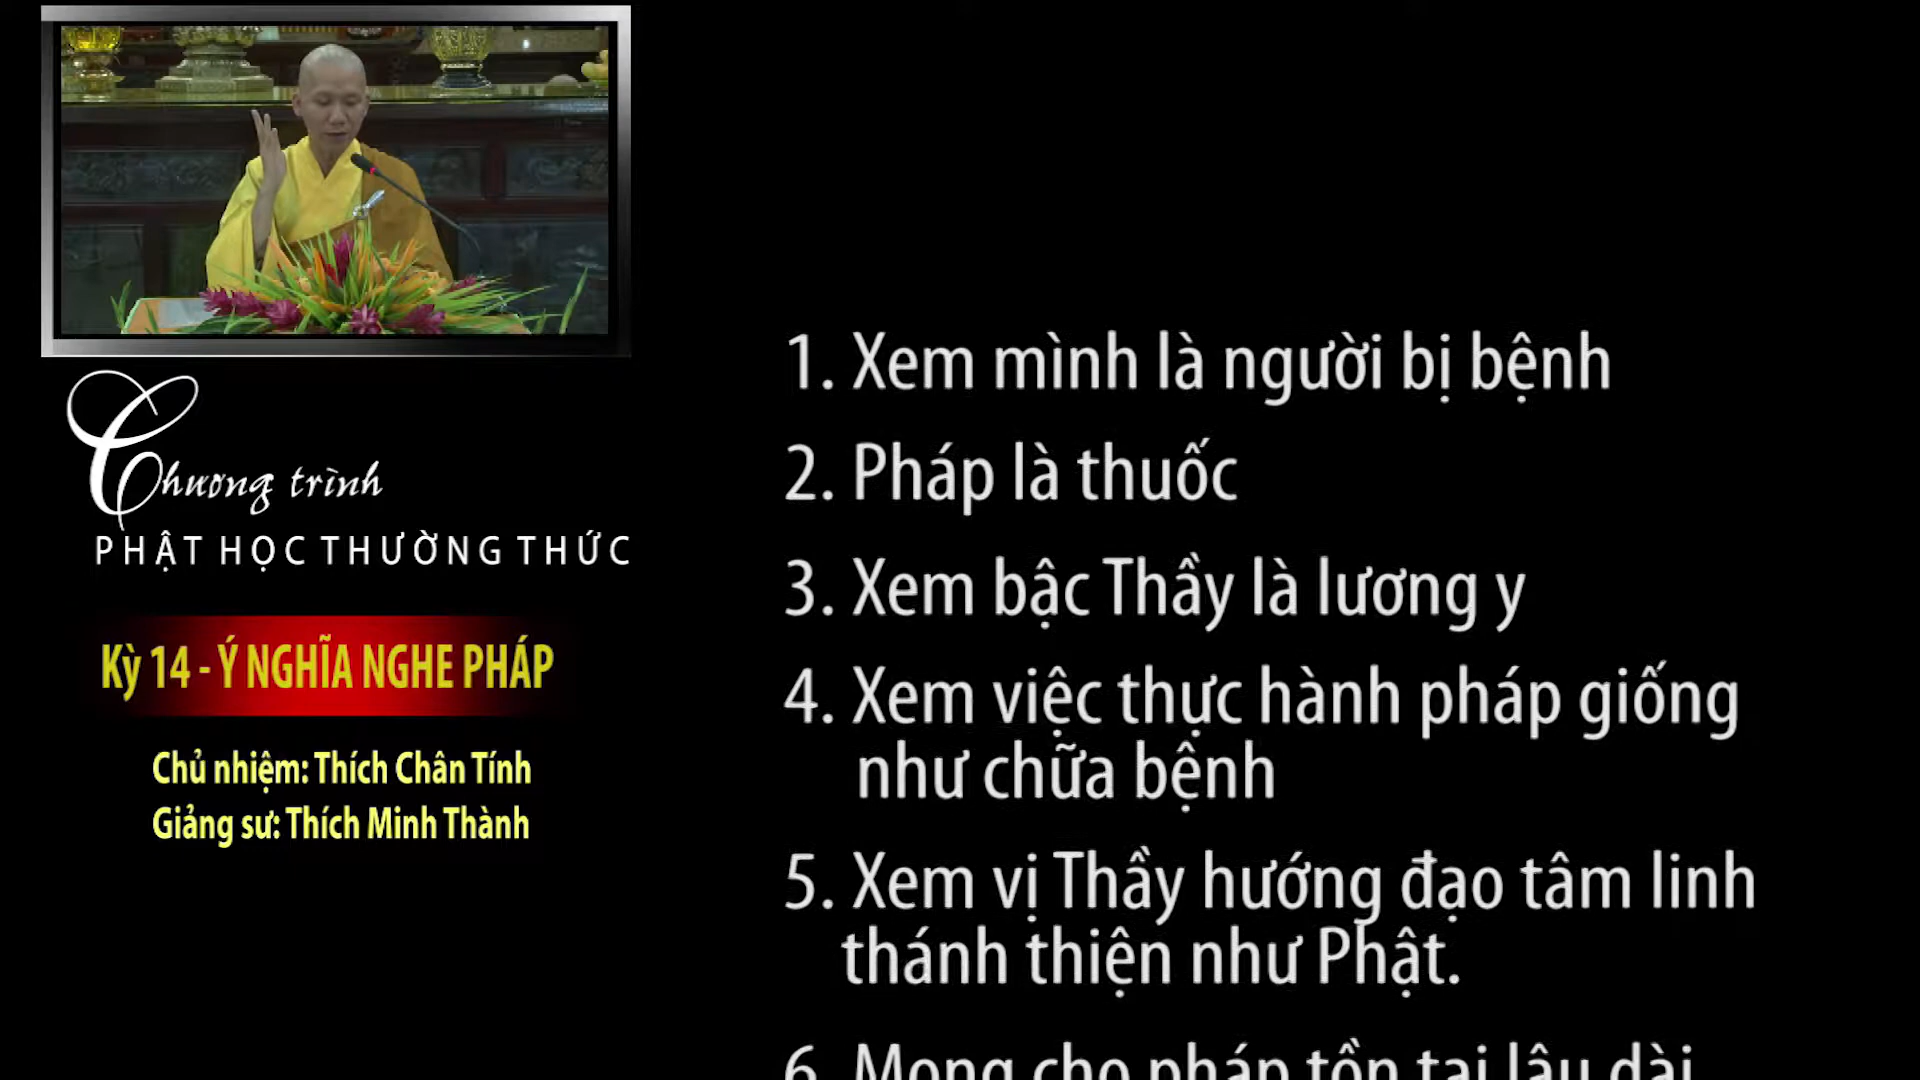 Chương trình
PHẬT HỌC THƯỜNG THỨC
Kỳ 14 - Ý NGHĨA NGHE PHÁP
Chủ nhiệm: Thích Chân Tính
Giảng sư: Thích Minh Thành
1. Xem mình là người bị bệnh
2. Pháp là thuốc
3. Xem bậc Thầy là lương y
4. Xem việc thực hành pháp giống
như chữa bệnh
5. Xem vị Thầy hướng đạo tâm linh
thánh thiện như Phật.
6. Mong cho pháp tồn tại lâu dài